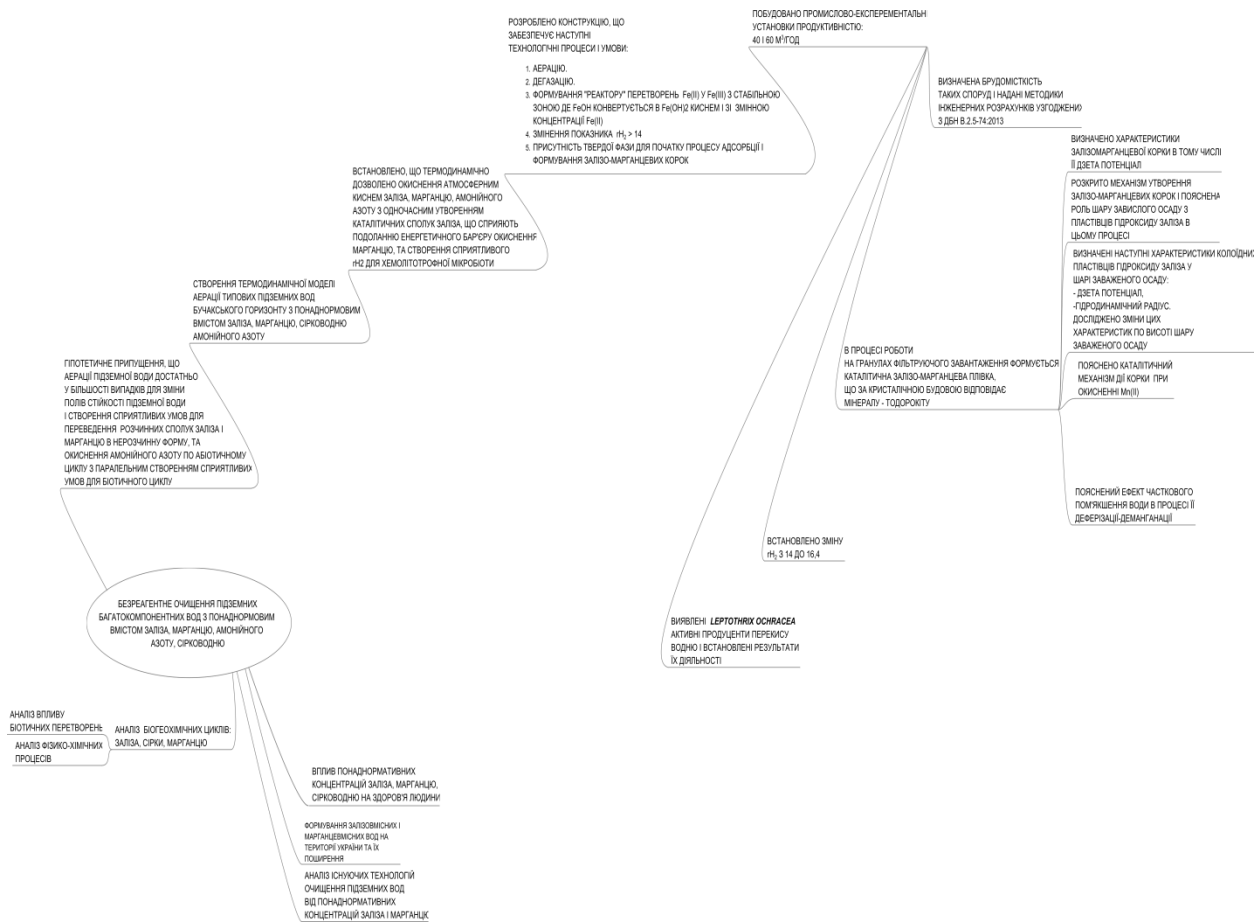 РОЗРОБЛЕНО КОНСТРУКЦІЮ, ЩО
ЗАБЕЗПЕЧУЄ НАСТУПНІ
ТЕХНОЛОГІЧНІ ПРОЦЕСИ І УМОВИ:
1. АЕРАЦІЮ.
2. ДЕГАЗАЦІЮ.
3. ФОРМУВАННЯ "РЕАКТОРУ" ПЕРЕТВОРЕНЬ Fe(II) У Fe(III) З СТАБІЛЬНОЮ
ЗОНОЮ ДЕ FeOH КОНВЕРТУЄТЬСЯ В Fe(OH)2 КИСНЕМ І ЗІ ЗМІННОЮ
КОНЦЕНТРАЦІЇ Fe(II)
4. ЗМІНЕННЯ ПОКАЗНИКА rH₂ > 14
5. ПРИСУТНІСТЬ ТВЕРДОЇ ФАЗИ ДЛЯ ПОЧАТКУ ПРОЦЕСУ АДСОРБЦІЇ І
ФОРМУВАННЯ ЗАЛІЗО-МАРГАНЦЕВИХ КОРОК
ПОБУДОВАНО ПРОМИСЛОВО-ЕКСПЕРЕМЕНТАЛЬН
УСТАНОВКИ ПРОДУКТИВНІСТЮ:
40 І 60 М³/ГОД
ВИЗНАЧЕНА БРУДОМІСТКІСТЬ
ТАКИХ СПОРУД І НАДАНІ МЕТОДИКИ
ІНЖЕНЕРНИХ РОЗРАХУНКІВ УЗГОДЖЕНИХ
З ДБН В.2.5-74:2013
ВИЗНАЧЕНО ХАРАКТЕРИСТИКИ
ЗАЛІЗОМАРГАНЦЕВОЇ КОРКИ В ТОМУ ЧИСЛІ
ЇЇ ДЗЕТА ПОТЕНЦІАЛ
РОЗКРИТО МЕХАНІЗМ УТВОРЕННЯ
ЗАЛІЗО-МАРГАНЦЕВИХ КОРОК І ПОЯСНЕНА
РОЛЬ ШАРУ ЗАВИСЛОГО ОСАДУ З
ПЛАСТІВЦІВ ГІДРОКСИДУ ЗАЛІЗА В
ЦЬОМУ ПРОЦЕСІ
ВИЗНАЧЕНІ НАСТУПНІ ХАРАКТЕРИСТИКИ КОЛОЇДНИХ
ПЛАСТІВЦІВ ГІДРОКСИДУ ЗАЛІЗА У
ШАРІ ЗАВАЖЕНОГО ОСАДУ:
- ДЗЕТА ПОТЕНЦІАЛ,
-ГІДРОДИНАМІЧНИЙ РАДІУС.
ДОСЛІДЖЕНО ЗМІНИ ЦИХ
ХАРАКТЕРИСТИК ПО ВИСОТІ ШАРУ
ЗАВАЖЕНОГО ОСАДУ
ПОЯСНЕНО КАТАЛІТИЧНИЙ
МЕХАНІЗМ ДІЇ КОРКИ ПРИ
ОКИСНЕННІ Mn(II)
ПОЯСНЕНИЙ ЕФЕКТ ЧАСТКОВОГО
ПОМ'ЯКШЕННЯ ВОДИ В ПРОЦЕСІ ЇЇ
ДЕФЕРІЗАЦІЇ-ДЕМАНГАНАЦІЇ
В ПРОЦЕСІ РОБОТИ
НА ГРАНУЛАХ ФІЛЬТРУЮЧОГО ЗАВАНТАЖЕННЯ ФОРМУЄТЬСЯ
КАТАЛІТИЧНА ЗАЛІЗО-МАРГАНЦЕВА ПЛІВКА,
ЩО ЗА КРИСТАЛІЧНОЮ БУДОВОЮ ВІДПОВІДАЄ
МІНЕРАЛУ - ТОДОРОКІТУ
ВСТАНОВЛЕНО ЗМІНУ
rH₂ З 14 ДО 16,4
ВИЯВЛЕНІ LEPTOTHRIX OCHRACEA
АКТИВНІ ПРОДУЦЕНТИ ПЕРЕКИСУ
ВОДНЮ І ВСТАНОВЛЕНІ РЕЗУЛЬТАТИ
ЇХ ДІЯЛЬНОСТІ
ВСТАНОВЛЕНО, ЩО ТЕРМОДИНАМІЧНО
ДОЗВОЛЕНО ОКИСНЕННЯ АТМОСФЕРНИМ
КИСНЕМ ЗАЛІЗА, МАРГАНЦЮ, АМОНІЙНОГО
АЗОТУ З ОДНОЧАСНИМ УТВОРЕННЯМ
КАТАЛІТИЧНИХ СПОЛУК ЗАЛІЗА, ЩО СПРИЯЮТЬ
ПОДОЛАННЮ ЕНЕРГЕТИЧНОГО БАР'ЄРУ ОКИСНЕННЯ
МАРГАНЦЮ, ТА СТВОРЕННЯ СПРИЯТЛИВОГО
rH2 ДЛЯ ХЕМОЛІТОТРОФНОЇ МІКРОБІОТИ
СТВОРЕННЯ ТЕРМОДИНАМІЧНОЇ МОДЕЛІ
АЕРАЦІЇ ТИПОВИХ ПІДЗЕМНИХ ВОД
БУЧАКСЬКОГО ГОРИЗОНТУ З ПОНАДНОРМОВИМ
ВМІСТОМ ЗАЛІЗА, МАРГАНЦЮ, СІРКОВОДНЮ
АМОНІЙНОГО АЗОТУ
ГІПОТЕТИЧНЕ ПРИПУЩЕННЯ, ЩО
АЕРАЦІЇ ПІДЗЕМНОЇ ВОДИ ДОСТАТНЬО
У БІЛЬШОСТІ ВИПАДКІВ ДЛЯ ЗМІНИ
ПОЛІВ СТІЙКОСТІ ПІДЗЕМНОЇ ВОДИ
І СТВОРЕННЯ СПРИЯТЛИВИХ УМОВ ДЛЯ
ПЕРЕВЕДЕННЯ РОЗЧИННИХ СПОЛУК ЗАЛІЗА І
МАРГАНЦЮ В НЕРОЗЧИННУ ФОРМУ, ТА
ОКИСНЕННЯ АМОНІЙНОГО АЗОТУ ПО АБІОТИЧНОМУ
ЦИКЛУ З ПАРАЛЕЛЬНИМ СТВОРЕННЯМ СПРИЯТЛИВИХ
УМОВ ДЛЯ БІОТИЧНОГО ЦИКЛУ
БЕЗРЕАГЕНТНЕ ОЧИЩЕННЯ ПІДЗЕМНИХ
БАГАТОКОМПОНЕНТНИХ ВОД З ПОНАДНОРМОВИМ
ВМІСТОМ ЗАЛІЗА, МАРГАНЦЮ, АМОНІЙНОГО
АЗОТУ, СІРКОВОДНЮ
АНАЛІЗ ВПЛИВУ
БІОТИЧНИХ ПЕРЕТВОРЕНЬ
АНАЛІЗ ФІЗИКО-ХІМІЧНИХ
ПРОЦЕСІВ
АНАЛІЗ БІОГЕОХІМІЧНИХ ЦИКЛІВ:
ЗАЛІЗА, СІРКИ, МАРГАНЦЮ
ВПЛИВ ПОНАДНОРМАТИВНИХ
КОНЦЕНТРАЦІЙ ЗАЛІЗА, МАРГАНЦЮ,
СІРКОВОДНЮ НА ЗДОРОВ'Я ЛЮДИНИ
ФОРМУВАННЯ ЗАЛІЗОВМІСНИХ І
МАРГАНЦЕВМІСНИХ ВОД НА
ТЕРИТОРІЇ УКРАЇНИ ТА ЇХ
ПОШИРЕННЯ
АНАЛІЗ ІСНУЮЧИХ ТЕХНОЛОГІЙ
ОЧИЩЕННЯ ПІДЗЕМНИХ ВОД
ВІД ПОНАДНОРМАТИВНИХ
КОНЦЕНТРАЦІЙ ЗАЛІЗА І МАРГАНЦЮ